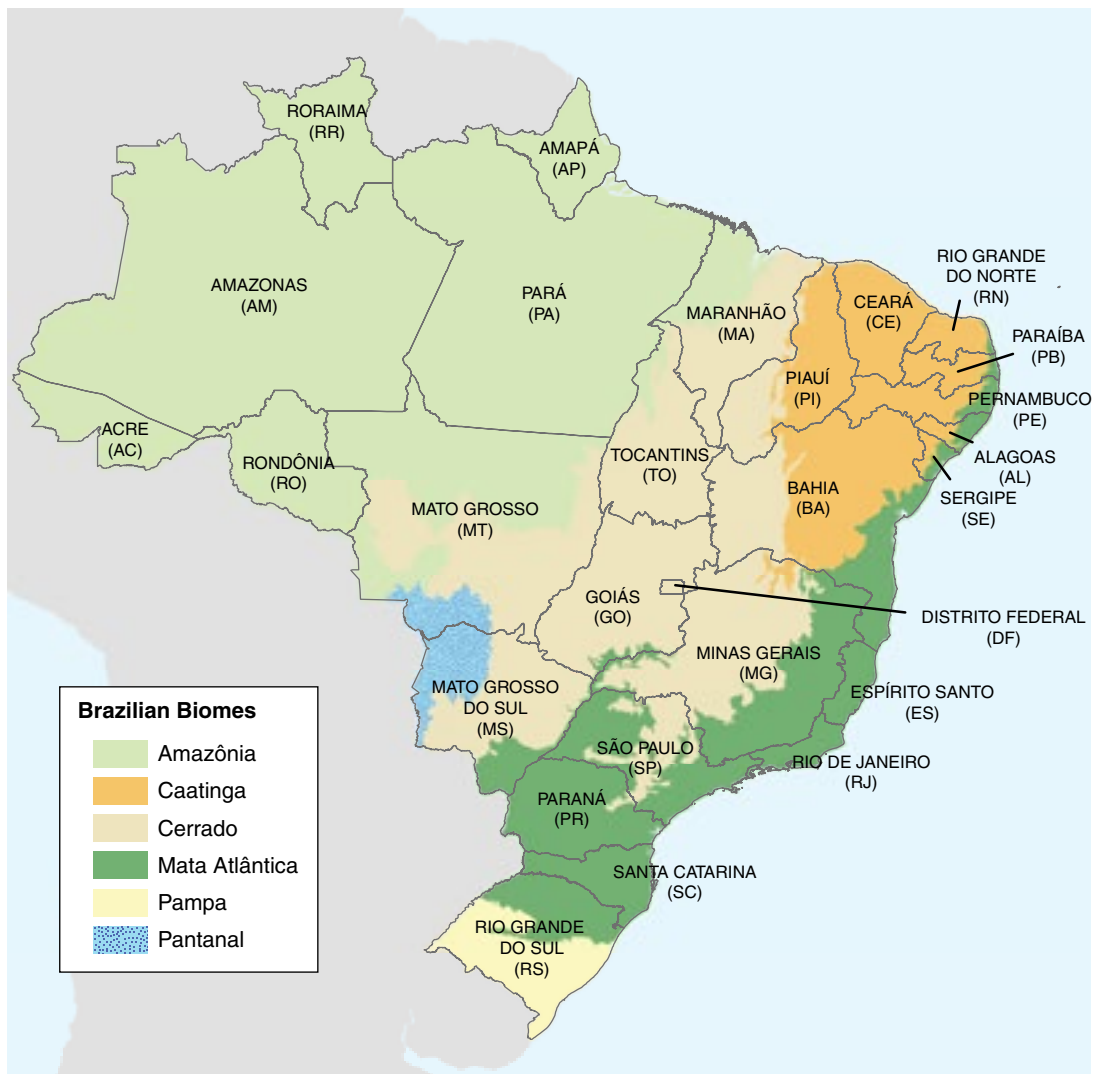 RORAIMA
(RR)
AMAPÁ
(AP)
AMAZONAS
(AM)
PARÁ
(PA)
MARANHÃO
(MA)
CEARÁ
(CE)
RIO GRANDE
DO NORTE
(RN)
PARAÍBA
(PB)
PIAUÍ
(PI)
PERNAMBUCO
(PE)
ACRE
(AC)
RONDÔNIA
(RO)
TOCANTINS
(TO)
ALAGOAS
(AL)
SERGIPE
(SE)
BAHIA
(BA)
MATO GROSSO
(MT)
GOIÁS
(GO)
DISTRITO FEDERAL
(DF)
MINAS GERAIS
(MG)
MATO GROSSO
DO SUL
(MS)
ESPÍRITO SANTO
(ES)
SÃO PAULO
(SP)
RIO DE JANEIRO
(RJ)
PARANÁ
(PR)
SANTA CATARINA
(SC)
RIO GRANDE
DO SUL
(RS)
Brazilian Biomes
Amazônia
Caatinga
Cerrado
Mata Atlântica
Pampa
Pantanal